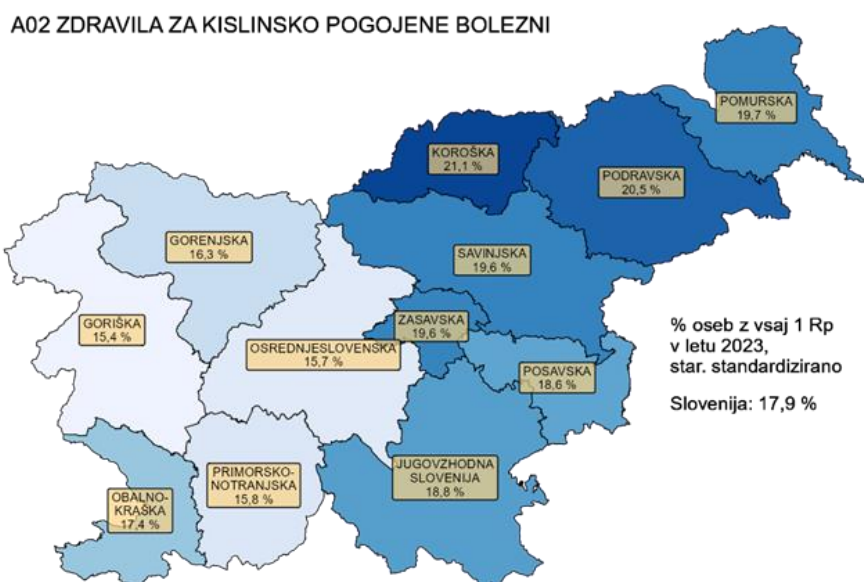 A02 ZDRAVILA ZA KISLINSKO POGOJENE BOLEZNI
POMURSKA
19,7 %
KOROŠKA
21,1 %
PODRAVSKA
20,5 %
GORENJSKA
16,3 %
SAVINJSKA
19,6 %
GORIŠKA
15,4 %
ZASAVSKA
19,6 %
OSREDNJESLOVENSKA
15,7 %
POSAVSKA
18,6 %
% oseb z vsaj 1 Rp
v letu 2023,
star. standardizirano
Slovenija: 17,9 %
JUGOVZHODNA
SLOVENIJA
18,8 %
PRIMORSKO-
NOTRANJSKA
15,8 %
OBALNO-
KRAŠKA
17,4 %